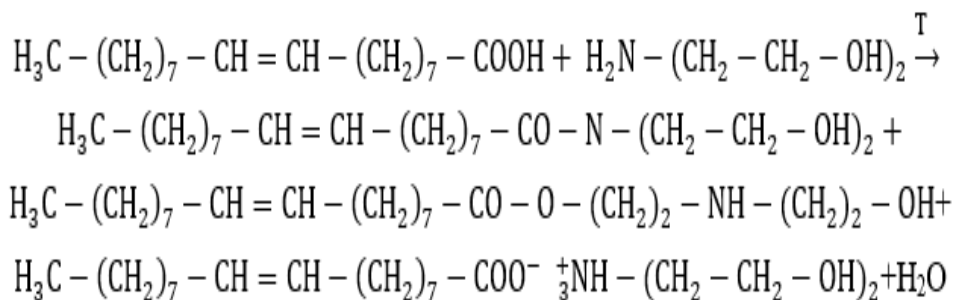 H₃C − (CH₂)₇ − CH = CH − (CH₂)₇ − COOH + H₂N − (CH₂ − CH₂ − OH)₂ →ᵀ
H₃C − (CH₂)₇ − CH = CH − (CH₂)₇ − CO − N − (CH₂ − CH₂ − OH)₂ +
H₃C − (CH₂)₇ − CH = CH − (CH₂)₇ − CO − O − (CH₂)₂ − NH − (CH₂)₂ − OH+
H₃C − (CH₂)₇ − CH = CH − (CH₂)₇ − COO⁻ ⁺₃NH − (CH₂ − CH₂ − OH)₂+H₂O